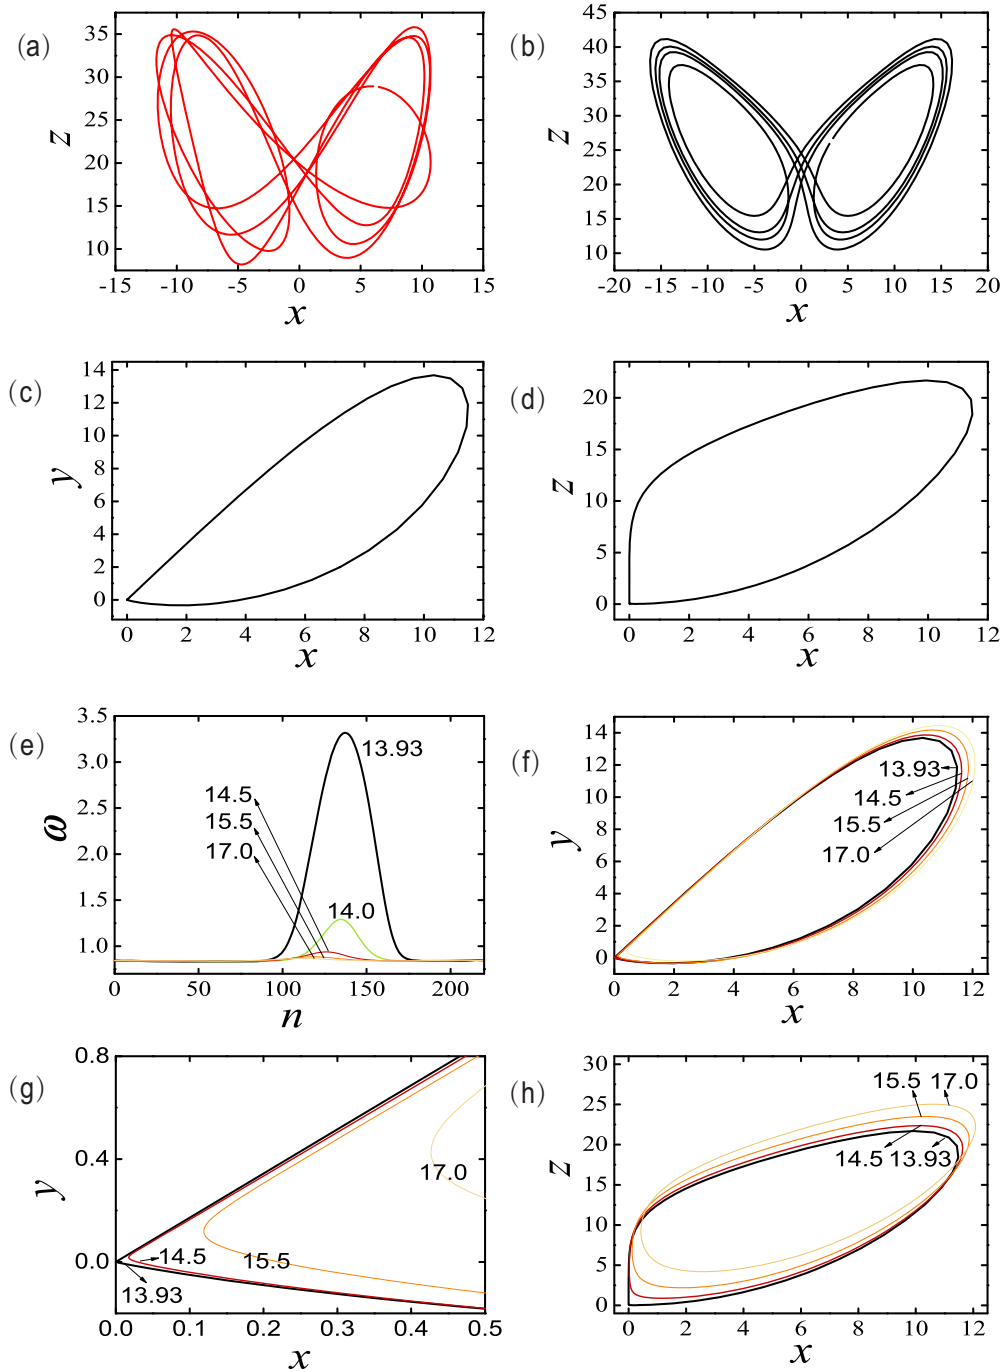 (a)
35
30
25
20
15
10
z
-15 -10 -5 0 5 10 15
x
(b)
45
40
35
30
25
20
15
10
z
-20 -15 -10 -5 0 5 10 15 20
x
(c)
14
12
10
8
6
4
2
0
y
0 2 4 6 8 10 12
x
(d)
20
15
10
5
0
z
0 2 4 6 8 10 12
x
(e)
3.5
3.0
2.5
2.0
1.5
1.0
ω
13.93
14.5
15.5
17.0
14.0
0 50 100 150 200
n
(f)
14
12
10
8
6
4
2
0
y
13.93
14.5
15.5
17.0
0 2 4 6 8 10 12
x
(g)
0.8
0.4
0.0
y
17.0
14.5
15.5
13.93
0.0 0.1 0.2 0.3 0.4 0.5
x
(h)
30
25
20
15
10
5
0
z
15.5 17.0
14.5 13.93
0 2 4 6 8 10 12
x